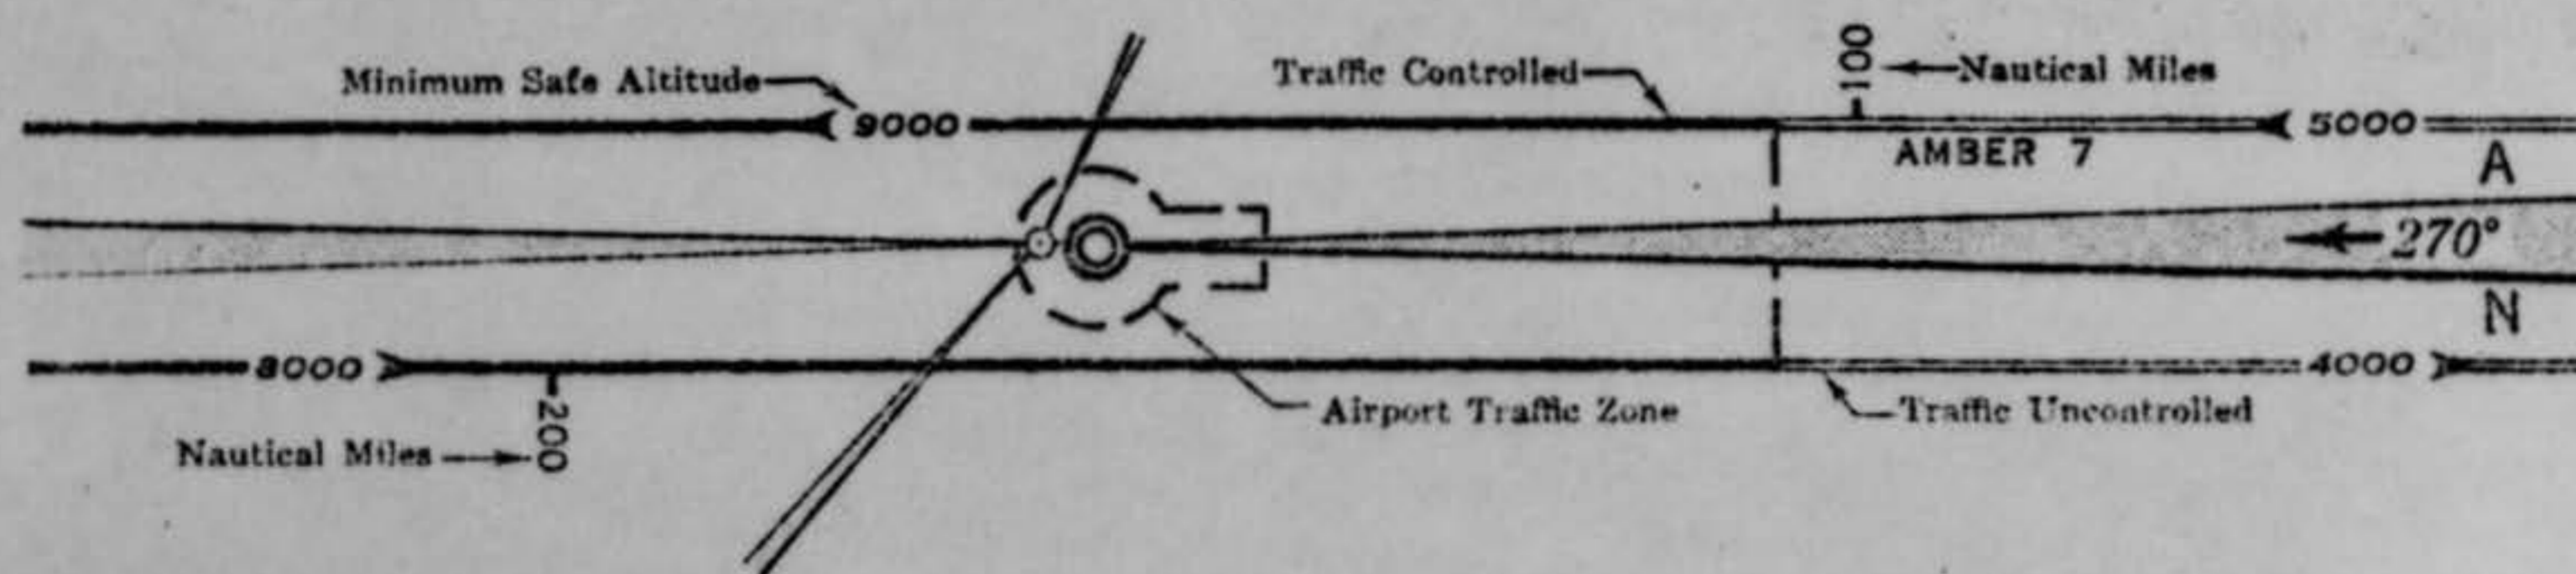 Minimum Safe Altitude
Traffic Controlled
100
Nautical Miles
9000
5000
AMBER 7
A
270°
N
8000
4000
200
Airport Traffic Zone
Traffic Uncontrolled
Nautical Miles